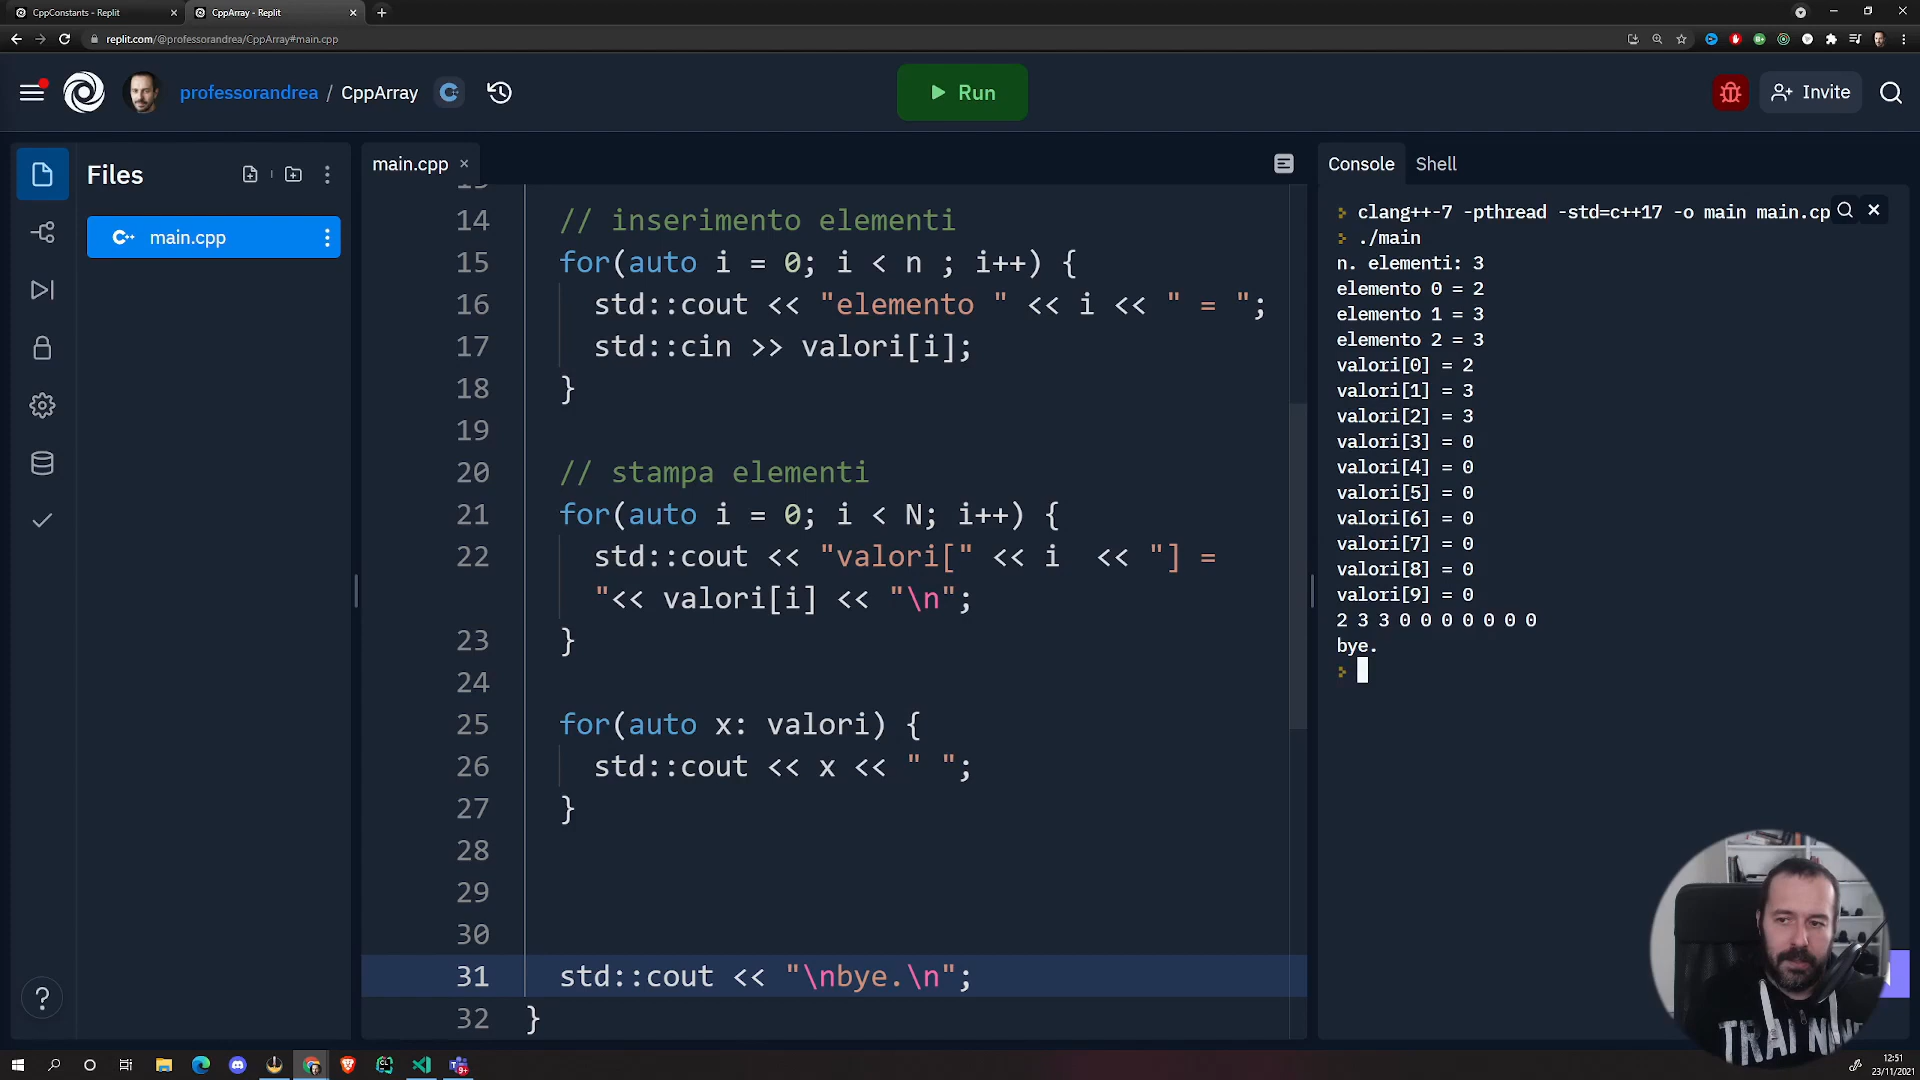 CppConstants - Replit
CppArray - Replit
replit.com/@professorandrea/CppArray#main.cpp
professorandrea / CppArray
Run
Invite
Files
main.cpp
main.cpp
Console
Shell
14 // inserimento elementi
15 for(auto i = 0; i < n ; i++) {
16 std::cout << "elemento " << i << " = ";
17 std::cin >> valori[i];
18 }
19
20 // stampa elementi
21 for(auto i = 0; i < N; i++) {
22 std::cout << "valori[" << i  << "] =
"<< valori[i] << "\n";
23 }
24
25 for(auto x: valori) {
26 std::cout << x << " ";
27 }
28
29
30
31 std::cout << "\nbye.\n";
32 }
clang++-7 -pthread -std=c++17 -o main main.cp
./main
n. elementi: 3
elemento 0 = 2
elemento 1 = 3
elemento 2 = 3
valori[0] = 2
valori[1] = 3
valori[2] = 3
valori[3] = 0
valori[4] = 0
valori[5] = 0
valori[6] = 0
valori[7] = 0
valori[8] = 0
valori[9] = 0
2 3 3 0 0 0 0 0 0 0
bye.
12:51
23/11/2021